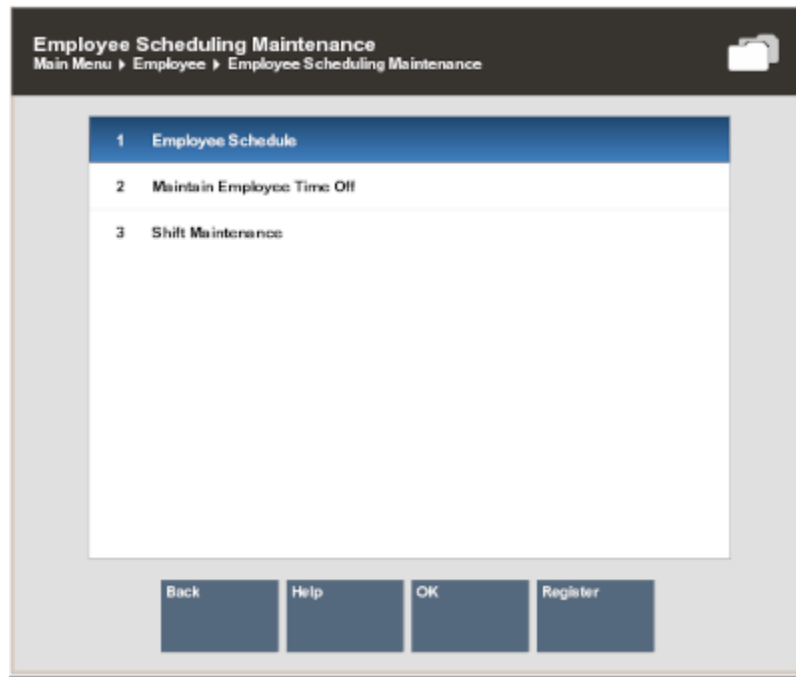 Employee Scheduling Maintenance
Main Menu ▸ Employee ▸ Employee Scheduling Maintenance
1 Employee Schedule
2 Maintain Employee Time Off
3 Shift Maintenance
Back Help OK Register